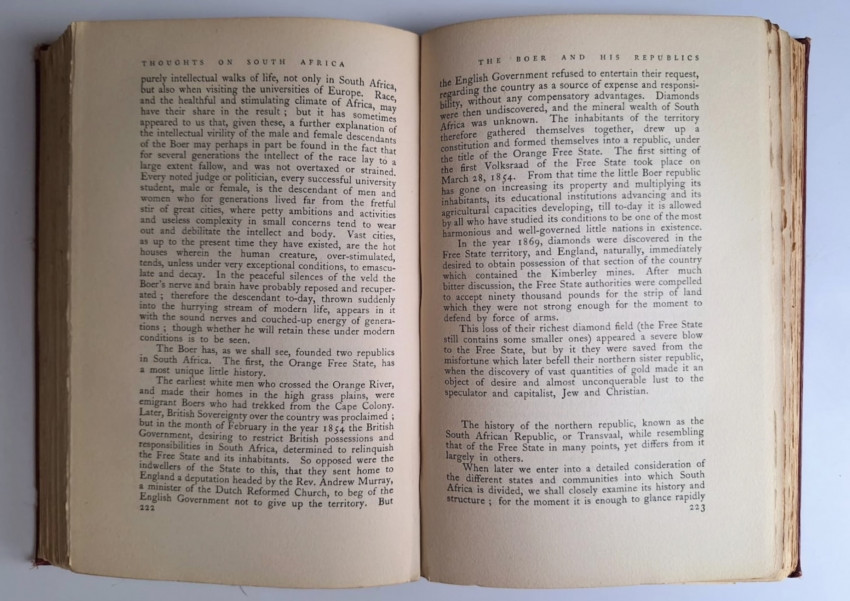 THOUGHTS ON SOUTH AFRICA
purely intellectual walks of life, not only in South Africa,
but also when visiting the universities of Europe. Race,
and the healthful and stimulating climate of Africa, may
have their share in the result ; but it has sometimes
appeared to us that, given these, a further explanation of
the intellectual virility of the male and female descendants
of the Boer may perhaps in part be found in the fact that
for several generations the intellect of the race lay to a
large extent fallow, and was not overtaxed or strained.
Every noted judge or politician, every successful university
student, male or female, is the descendant of men and
women who for generations lived far from the fretful
stir of great cities, where petty ambitions and activities
and useless complexity in small concerns tend to wear
out and debilitate the intellect and body. Vast cities,
as up to the present time they have existed, are the hot
houses wherein the human creature, over-stimulated,
tends, unless under very exceptional conditions, to emascu-
late and decay. In the peaceful silences of the veld the
Boer's nerve and brain have probably reposed and recuper-
ated ; therefore the descendant to-day, thrown suddenly
into the hurrying stream of modern life, appears in it
with the sound nerves and couched-up energy of genera-
tions ; though whether he will retain these under modern
conditions is to be seen.
The Boer has, as we shall see, founded two republics
in South Africa. The first, the Orange Free State, has
a most unique little history.
The earliest white men who crossed the Orange River,
and made their homes in the high grass plains, were
emigrant Boers who had trekked from the Cape Colony.
Later, British Sovereignty over the country was proclaimed ;
but in the month of February in the year 1854 the British
Government, desiring to restrict British possessions and
responsibilities in South Africa, determined to relinquish
the Free State and its inhabitants. So opposed were the
indwellers of the State to this, that they sent home to
England a deputation headed by the Rev. Andrew Murray,
a minister of the Dutch Reformed Church, to beg of the
English Government not to give up the territory. But
222
THE BOER AND HIS REPUBLICS
the English Government refused to entertain their request,
regarding the country as a source of expense and responsi-
bility, without any compensatory advantages. Diamonds
were then undiscovered, and the mineral wealth of South
Africa was unknown. The inhabitants of the territory
therefore gathered themselves together, drew up a
constitution and formed themselves into a republic, under
the title of the Orange Free State. The first sitting of
the first Volksraad of the Free State took place on
March 28, 1854. From that time the little Boer republic
has gone on increasing its property and multiplying its
inhabitants, its educational institutions advancing and its
agricultural capacities developing, till to-day it is allowed
by all who have studied its conditions to be one of the most
harmonious and well-governed little nations in existence.
In the year 1869, diamonds were discovered in the
Free State territory, and England, naturally, immediately
desired to obtain possession of that section of the country
which contained the Kimberley mines. After much
bitter discussion, the Free State authorities were compelled
to accept ninety thousand pounds for the strip of land
which they were not strong enough for the moment to
defend by force of arms.
This loss of their richest diamond field (the Free State
still contains some smaller ones) appeared a severe blow
to the Free State, but by it they were saved from the
misfortune which later befell their northern sister republic,
when the discovery of vast quantities of gold made it an
object of desire and almost unconquerable lust to the
speculator and capitalist, Jew and Christian.
The history of the northern republic, known as the
South African Republic, or Transvaal, while resembling
that of the Free State in many points, yet differs from it
largely in others.
When later we enter into a detailed consideration of
the different states and communities into which South
Africa is divided, we shall closely examine its history and
structure ; for the moment it is enough to glance rapidly
223